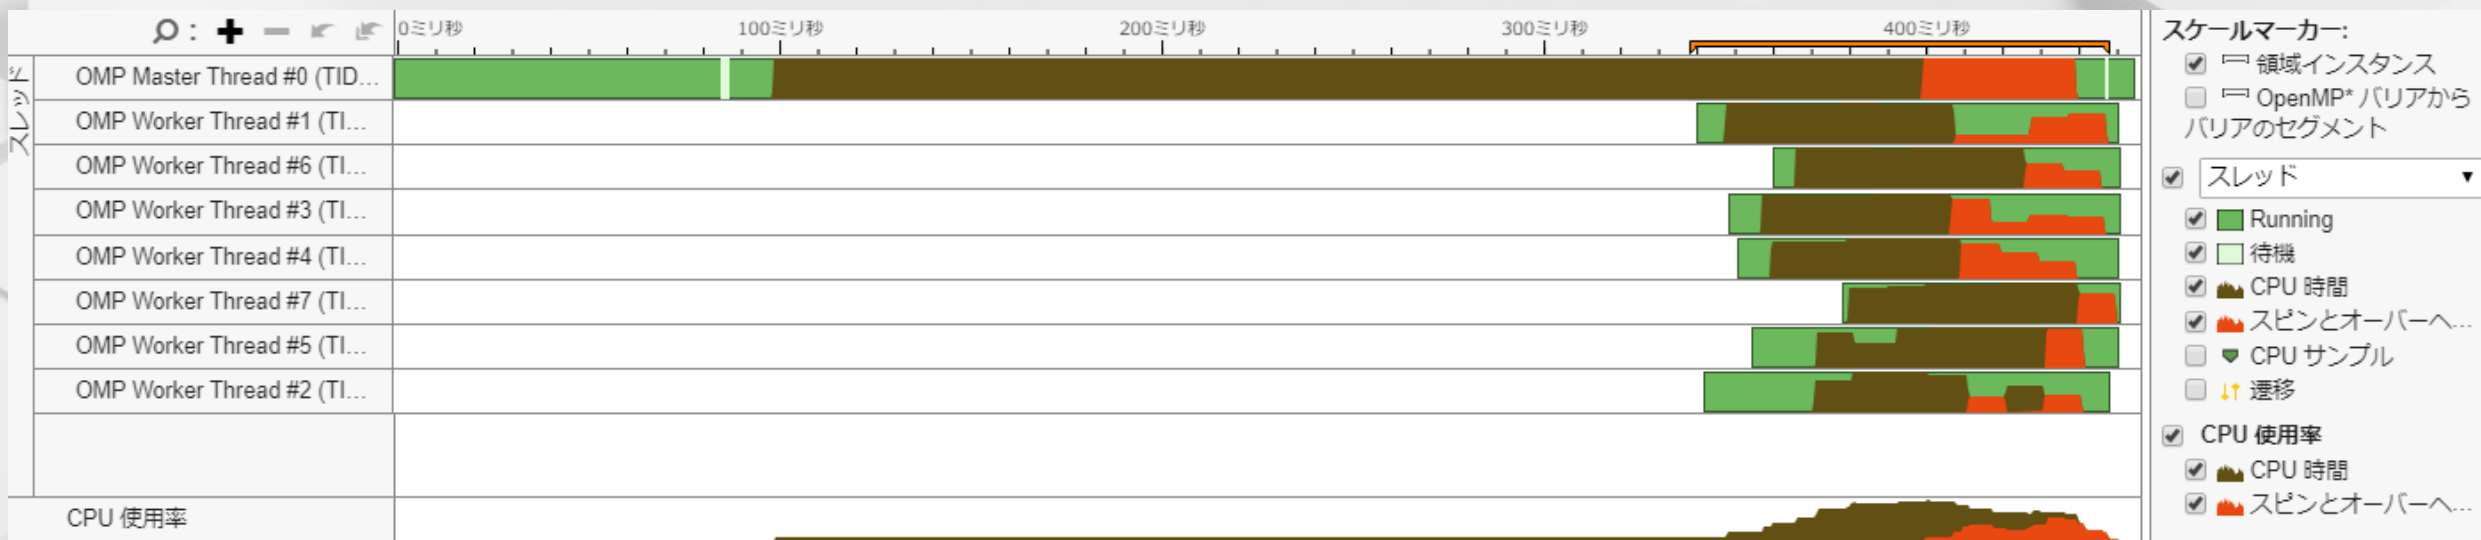 0ミリ秒 100ミリ秒 200ミリ秒 300ミリ秒 400ミリ秒
スレッド
OMP Master Thread #0 (TID...
OMP Worker Thread #1 (TI...
OMP Worker Thread #6 (TI...
OMP Worker Thread #3 (TI...
OMP Worker Thread #4 (TI...
OMP Worker Thread #7 (TI...
OMP Worker Thread #5 (TI...
OMP Worker Thread #2 (TI...
CPU 使用率
スケールマーカー:
領域インスタンス
OpenMP* バリアから
バリアのセグメント
スレッド
Running
待機
CPU 時間
スピンとオーバーヘ...
CPU サンプル
遷移
CPU 使用率
CPU 時間
スピンとオーバーヘ...